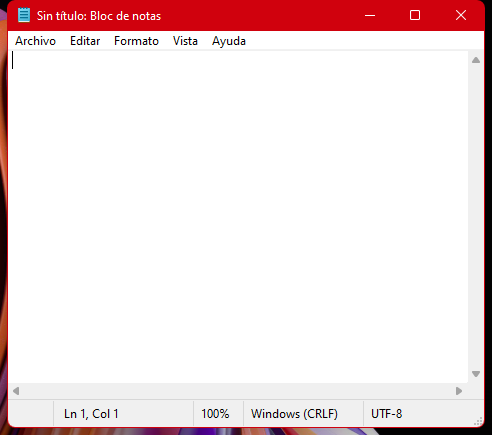 Sin título: Bloc de notas
Archivo Editar Formato Vista Ayuda
Ln 1, Col 1 100% Windows (CRLF) UTF-8